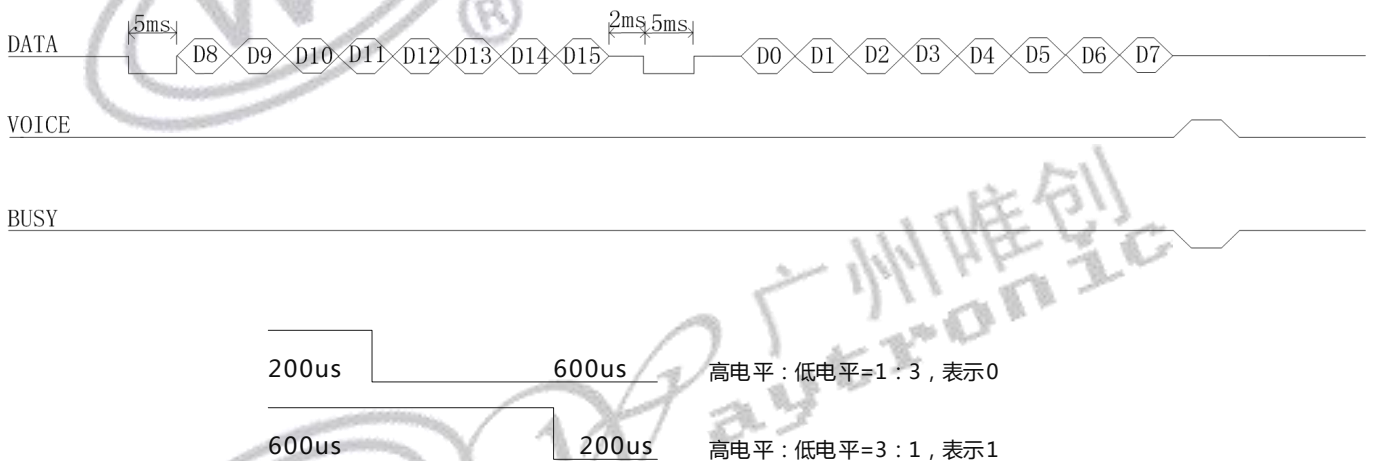 5ms 2ms 5ms
DATA D8 D9 D10 D11 D12 D13 D14 D15 D0 D1 D2 D3 D4 D5 D6 D7
VOICE
BUSY
200us 600us 高电平：低电平=1：3，表示0
600us 200us 高电平：低电平=3：1，表示1
W
®
广州唯创
Waytronic